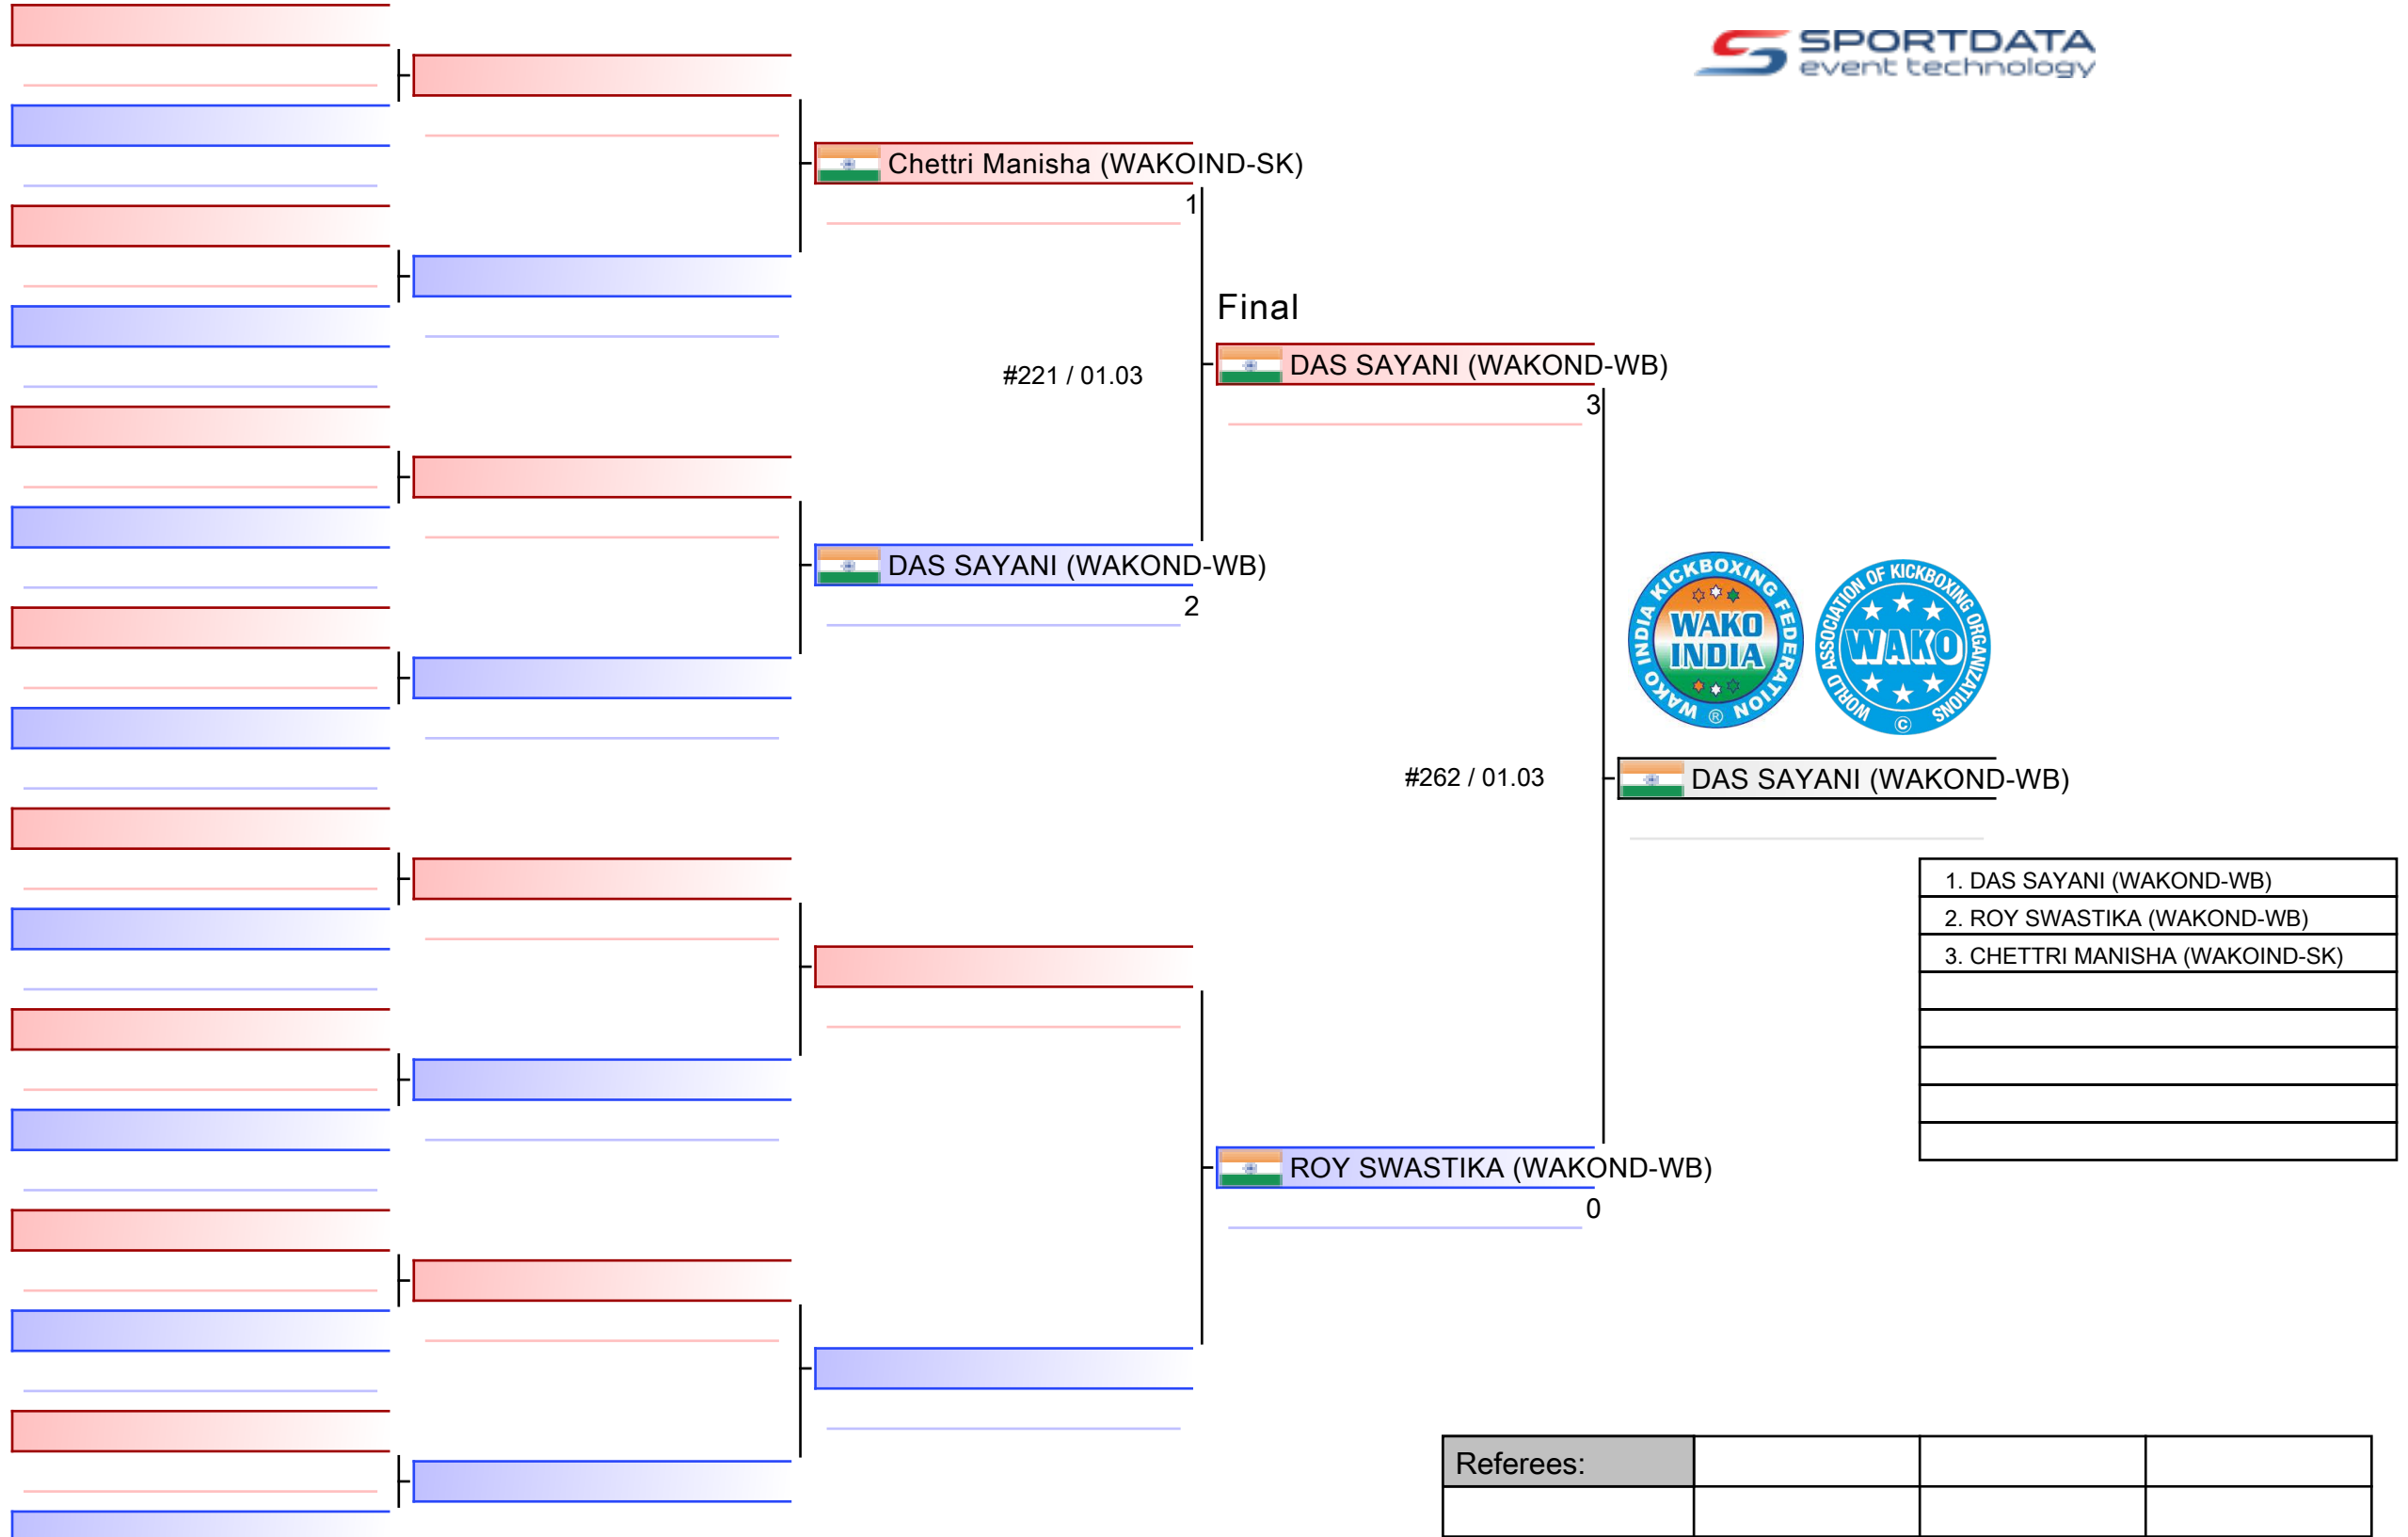 SPORTDATA
event technology
Chettri Manisha (WAKOIND-SK)
1
Final
#221 / 01.03
DAS SAYANI (WAKOND-WB)
3
DAS SAYANI (WAKOND-WB)
2
WAKO INDIA KICKBOXING FEDERATION ®
WAKO
INDIA
WORLD ASSOCIATION OF KICKBOXING ORGANIZATIONS ©
WAKO
#262 / 01.03
DAS SAYANI (WAKOND-WB)
1. DAS SAYANI (WAKOND-WB)
2. ROY SWASTIKA (WAKOND-WB)
3. CHETTRI MANISHA (WAKOIND-SK)
ROY SWASTIKA (WAKOND-WB)
0
Referees: